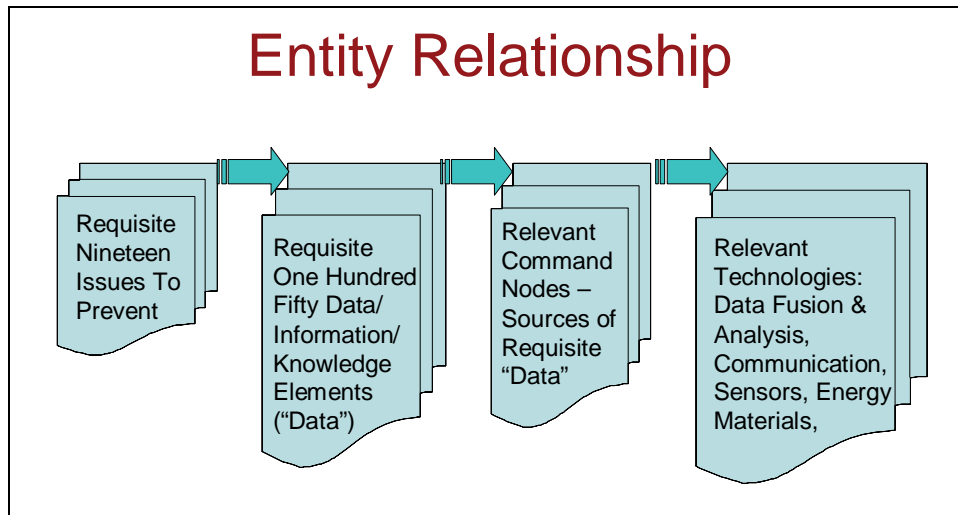 Entity Relationship
Requisite
Nineteen
Issues To
Prevent
Requisite
One Hundred
Fifty Data/
Information/
Knowledge
Elements
(“Data”)
Relevant
Command
Nodes –
Sources of
Requisite
“Data”
Relevant
Technologies:
Data Fusion &
Analysis,
Communication,
Sensors, Energy
Materials,